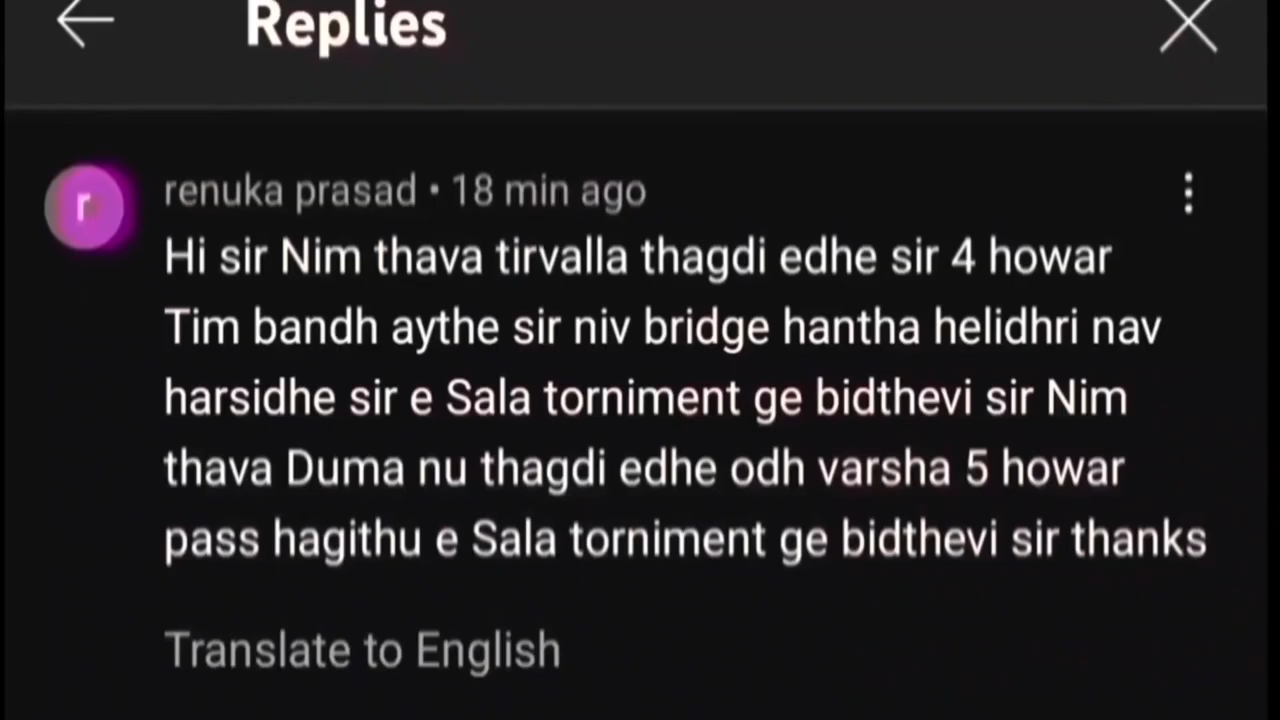 Replies
r
renuka prasad • 18 min ago
Hi sir Nim thava tirvalla thagdi edhe sir 4 howar
Tim bandh aythe sir niv bridge hantha helidhri nav
harsidhe sir e Sala torniment ge bidthevi sir Nim
thava Duma nu thagdi edhe odh varsha 5 howar
pass hagithu e Sala torniment ge bidthevi sir thanks
Translate to English